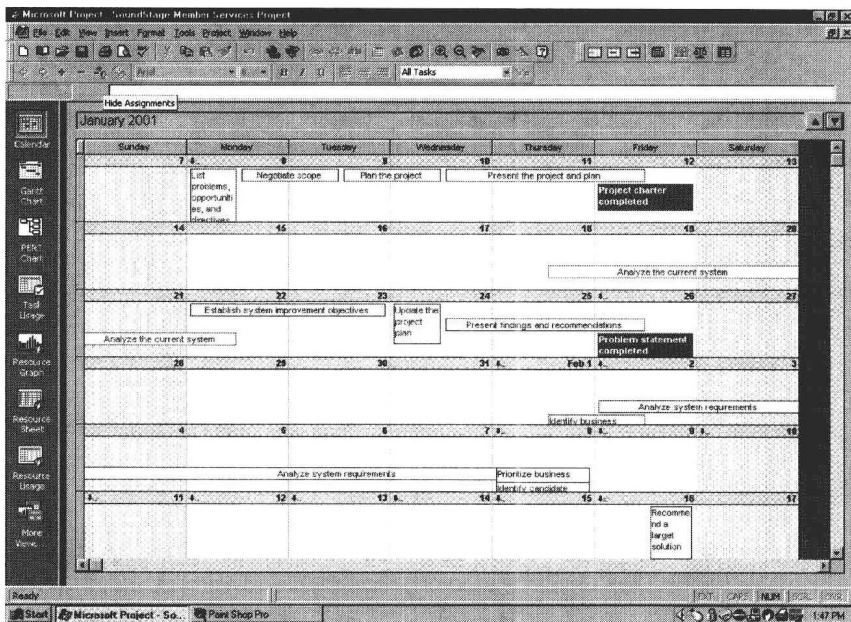 Microsoft Project - SoundStage Member Services Project
File Edit View Insert Format Tools Project Window Help
Arial 8 B I U All Tasks
Hide Assignments
January 2001
Calendar
Gantt Chart
PERT Chart
Task Usage
Resource Graph
Resource Sheet
Resource Usage
More Views...
Sunday Monday Tuesday Wednesday Thursday Friday Saturday
7 8 9 10 11 12 13
List problems, opportuniti es, and directives
Negotiate scope
Plan the project
Present the project and plan
Project charter completed
14 15 16 17 18 19 20
Analyze the current system
21 22 23 24 25 26 27
Establish system improvement objectives
Update the project plan
Present findings and recommendations
Analyze the current system
Problem statement completed
28 29 30 31 Feb 1 2 3
Analyze system requirements
Identify business
4 5 6 7 8 9 10
Analyze system requirements
Prioritize business
Identify candidate
11 12 13 14 15 16 17
Recomme nd a target solution
Ready
EXT CAPS NUM SCRL OVR
Start Microsoft Project - So... Paint Shop Pro 1:47 PM